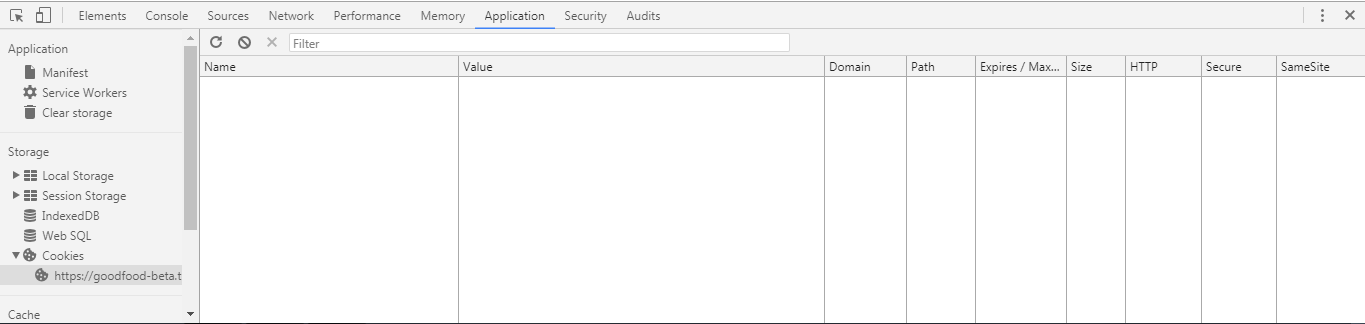 Elements Console Sources Network Performance Memory Application Security Audits
Application
Manifest
Service Workers
Clear storage
Storage
Local Storage
Session Storage
IndexedDB
Web SQL
Cookies
https://goodfood-beta.t
Cache
Filter
Name Value Domain Path Expires / Max... Size HTTP Secure SameSite